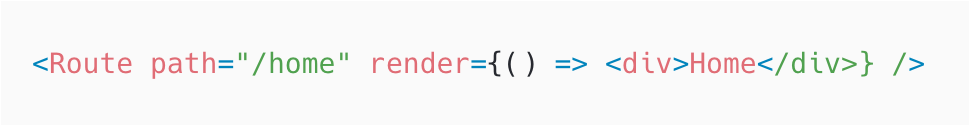 <Route path="/home" render={() => <div>Home</div>} />